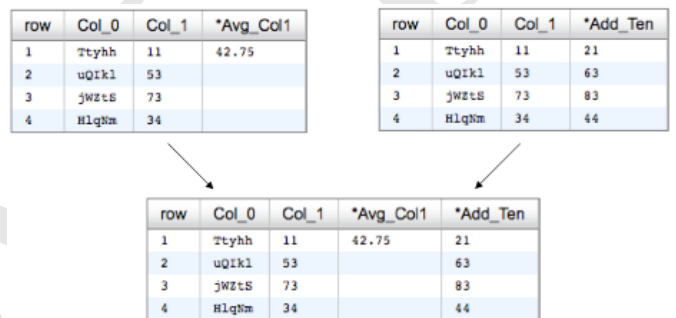 row Col_0 Col_1 *Avg_Col1
1 Ttyhh 11 42.75
2 uQIkl 53
3 jWZtS 73
4 HlqNm 34
row Col_0 Col_1 *Add_Ten
1 Ttyhh 11 21
2 uQIkl 53 63
3 jWZtS 73 83
4 HlqNm 34 44
row Col_0 Col_1 *Avg_Col1 *Add_Ten
1 Ttyhh 11 42.75 21
2 uQIkl 53 63
3 jWZtS 73 83
4 HlqNm 34 44